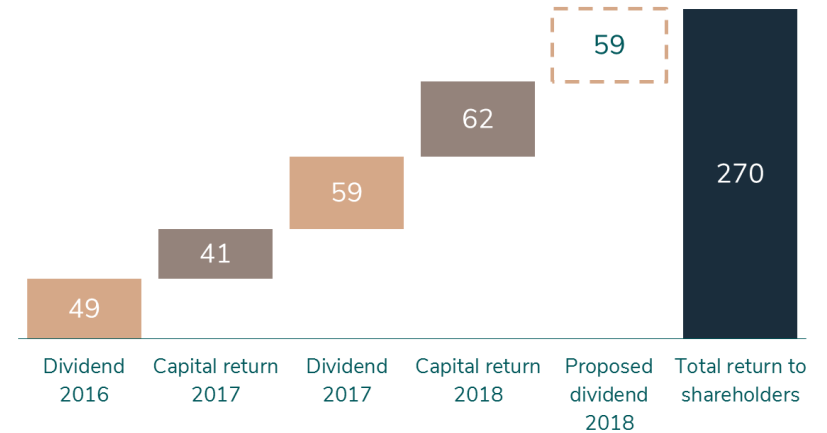 59
62
270
59
41
49
Dividend
2016
Capital return
2017
Dividend
2017
Capital return
2018
Proposed
dividend
2018
Total return to
shareholders